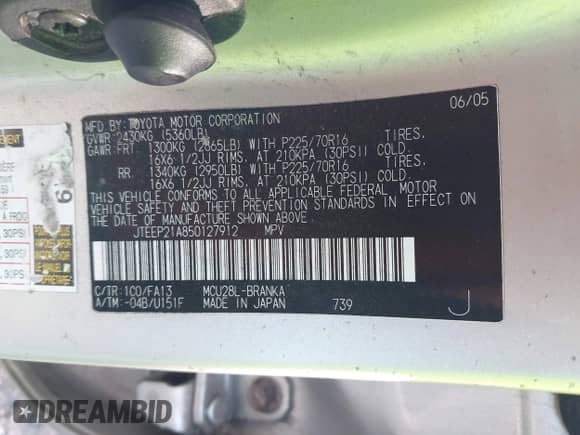 MFD. BY: TOYOTA MOTOR CORPORATION 06/05
GVWR 2430KG (5360LB)
GAWR FRT 1300KG (2865LB) WITH P225/70R16 TIRES,
16X6 1/2JJ RIMS, AT 210KPA (30PSI) COLD.
RR 1340KG (2950LB) WITH P225/70R16 TIRES,
16X6 1/2JJ RIMS, AT 210KPA (30PSI) COLD.
THIS VEHICLE CONFORMS TO ALL APPLICABLE FEDERAL MOTOR
VEHICLE SAFETY AND THEFT PREVENTION STANDARDS IN EFFECT ON
THE DATE OF MANUFACTURE SHOWN ABOVE.
JTEEP21A850127912 MPV
C/TR: 1C0/FA13 MCU28L-BRANKA
A/TM: -04B/U151F MADE IN JAPAN 739 J
30PSI
30PSI
DREAMBID